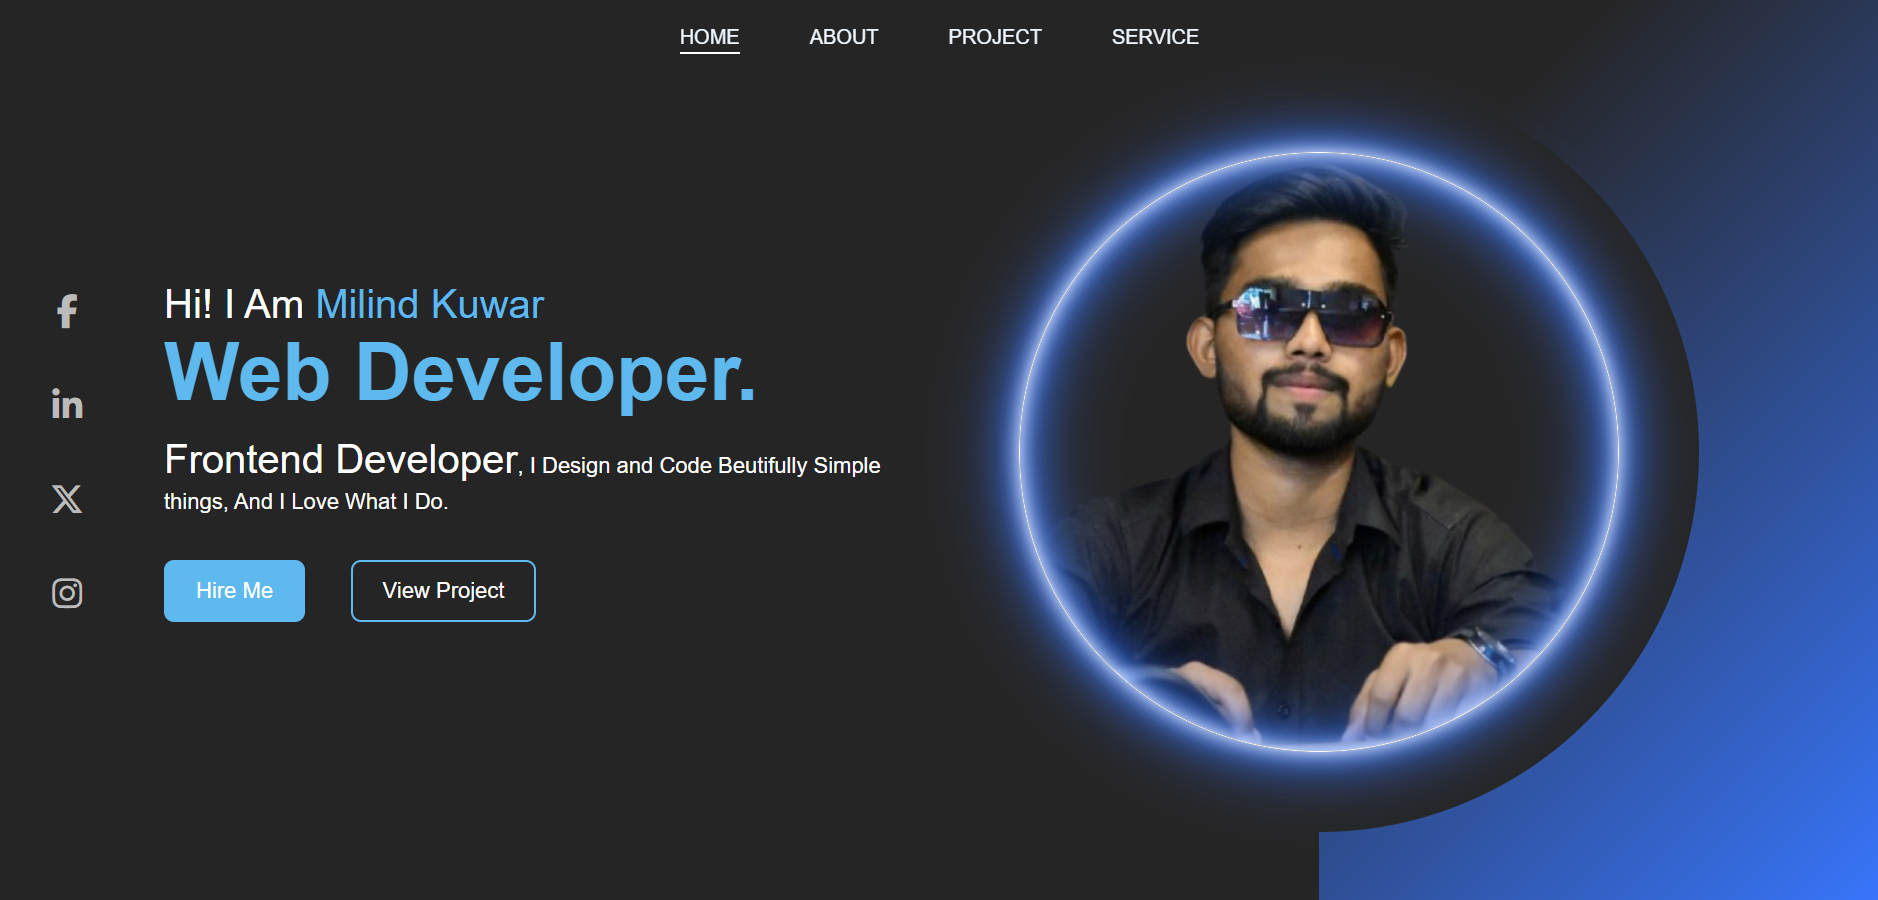 HOME ABOUT PROJECT SERVICE
Hi! I Am Milind Kuwar
Web Developer.
Frontend Developer, I Design and Code Beutifully Simple
things, And I Love What I Do.
Hire Me View Project